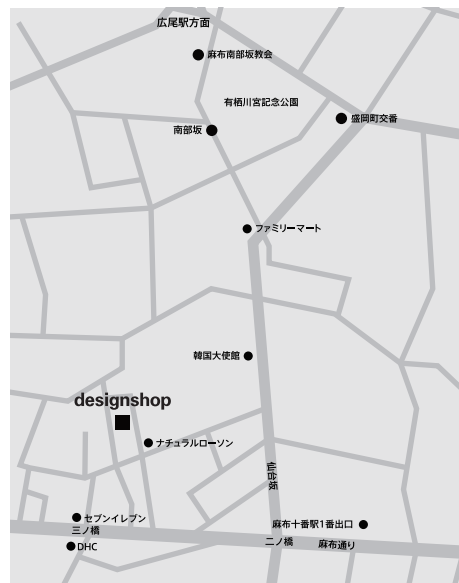 広尾駅方面
麻布南部坂教会
有栖川宮記念公園
盛岡町交番
南部坂
ファミリーマート
韓国大使館
designshop
ナチュラルローソン
仙台坂
セブンイレブン
三ノ橋
麻布十番駅1番出口
二ノ橋
麻布通り
DHC